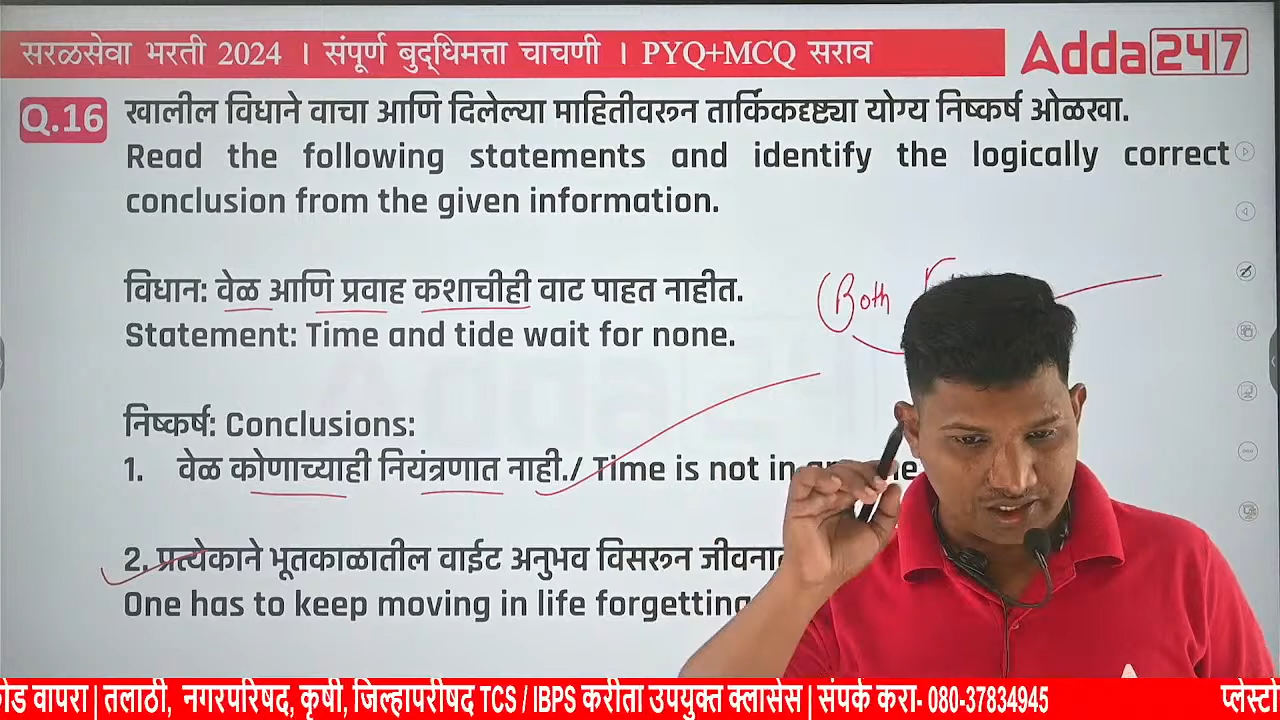 सरळसेवा भरती 2024 । संपूर्ण बुद्धिमत्ता चाचणी । PYQ+MCQ सराव
Adda247
Q.16 खालील विधाने वाचा आणि दिलेल्या माहितीवरून तार्किकदृष्ट्या योग्य निष्कर्ष ओळखा.
Read the following statements and identify the logically correct
conclusion from the given information.
विधान: वेळ आणि प्रवाह कशाचीही वाट पाहत नाहीत.
Both
Statement: Time and tide wait for none.
निष्कर्ष: Conclusions:
1. वेळ कोणाच्याही नियंत्रणात नाही./ Time is not in
2. प्रत्येकाने भूतकाळातील वाईट अनुभव विसरून
One has to keep moving in life forgetting
वापरा | तलाठी, नगरपरिषद, कृषी, जिल्हापरीषद TCS / IBPS करीता उपयुक्त क्लासेस | संपर्क करा- 080-37834945